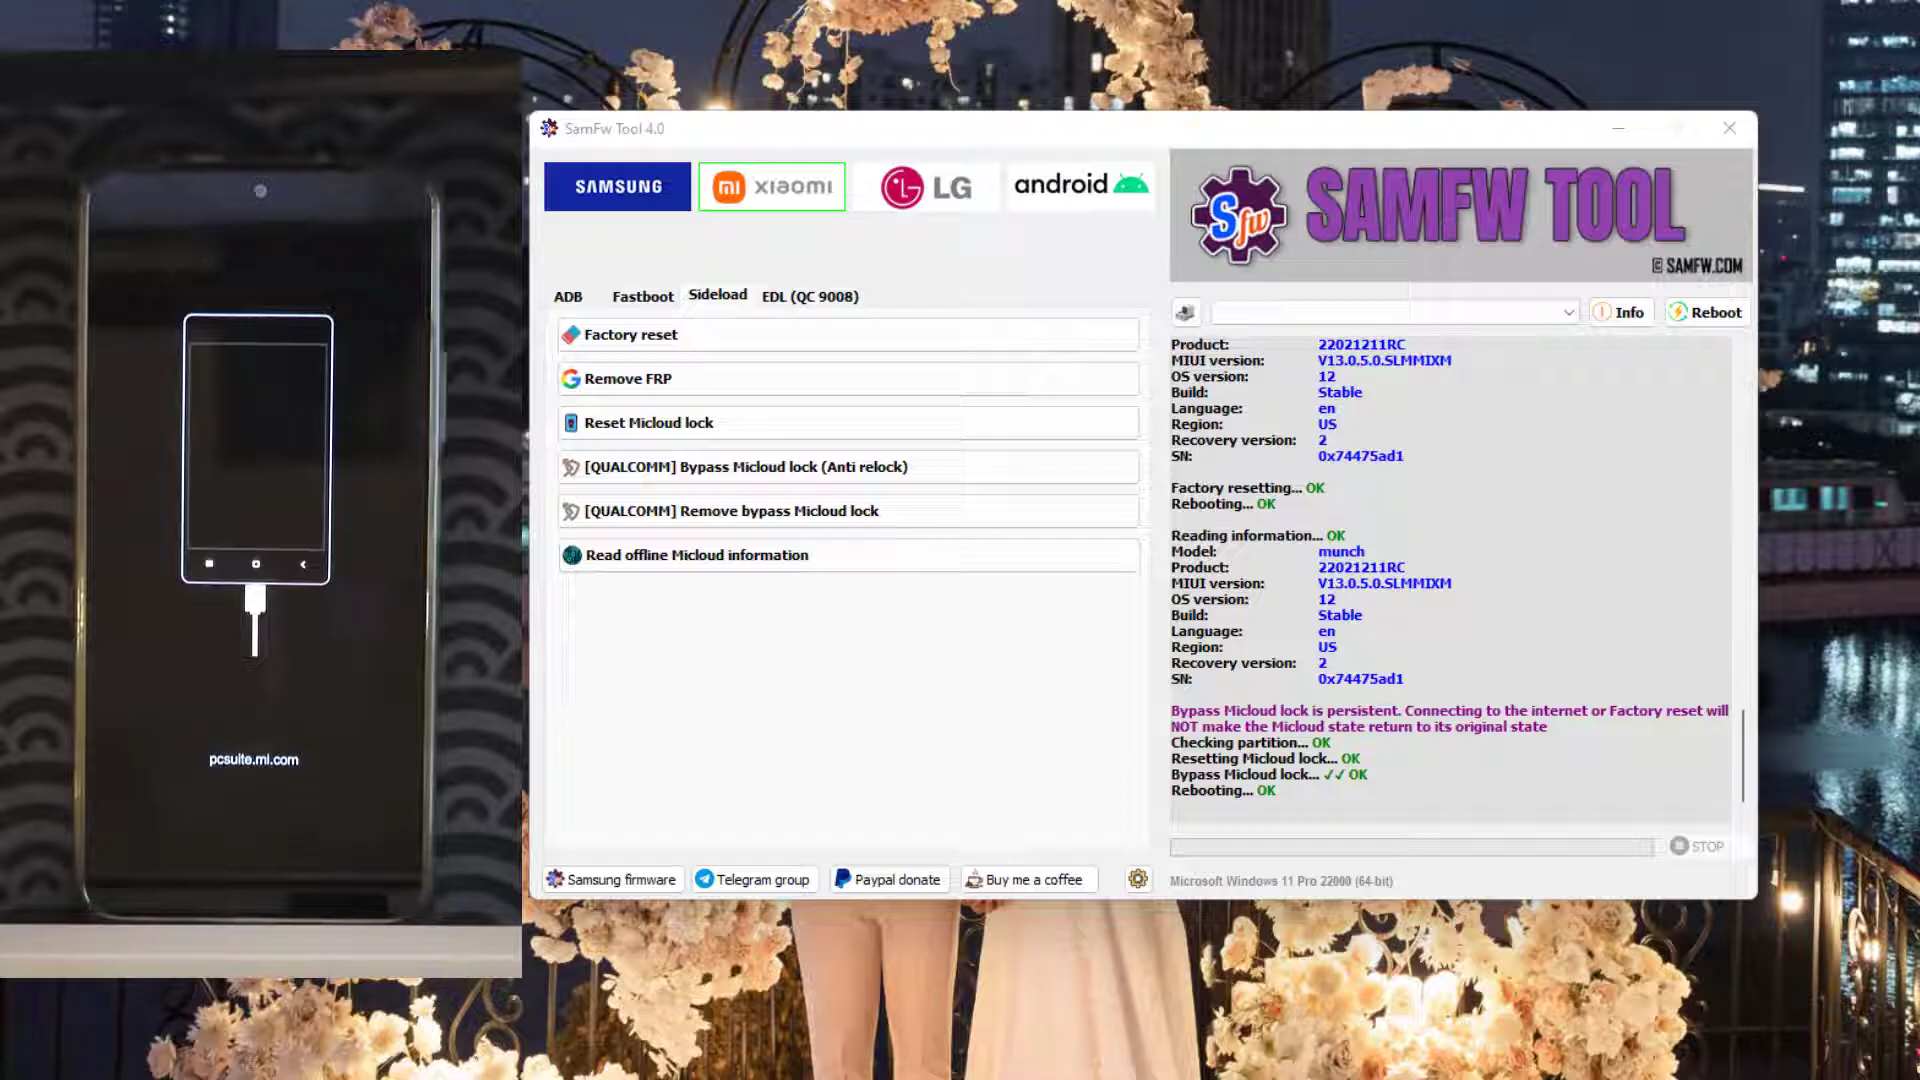 SamFw Tool 4.0
SAMSUNG
mi xiaomi
LG
android
SFW SAMFW TOOL
© SAMFW.COM
ADB Fastboot Sideload EDL (QC 9008)
Info Reboot
Factory reset
Remove FRP
Reset Micloud lock
[QUALCOMM] Bypass Micloud lock (Anti relock)
[QUALCOMM] Remove bypass Micloud lock
Read offline Micloud information
Product: 22021211RC
MIUI version: V13.0.5.0.SLMMIXM
OS version: 12
Build: Stable
Language: en
Region: US
Recovery version: 2
SN: 0x74475ad1
Factory resetting... OK
Rebooting... OK
Reading information... OK
Model: munch
Product: 22021211RC
MIUI version: V13.0.5.0.SLMMIXM
OS version: 12
Build: Stable
Language: en
Region: US
Recovery version: 2
SN: 0x74475ad1
Bypass Micloud lock is persistent. Connecting to the internet or Factory reset will
NOT make the Micloud state return to its original state
Checking partition... OK
Resetting Micloud lock... OK
Bypass Micloud lock... ✓✓ OK
Rebooting... OK
STOP
Samsung firmware Telegram group Paypal donate Buy me a coffee
Microsoft Windows 11 Pro 22000 (64-bit)
pcsuite.mi.com